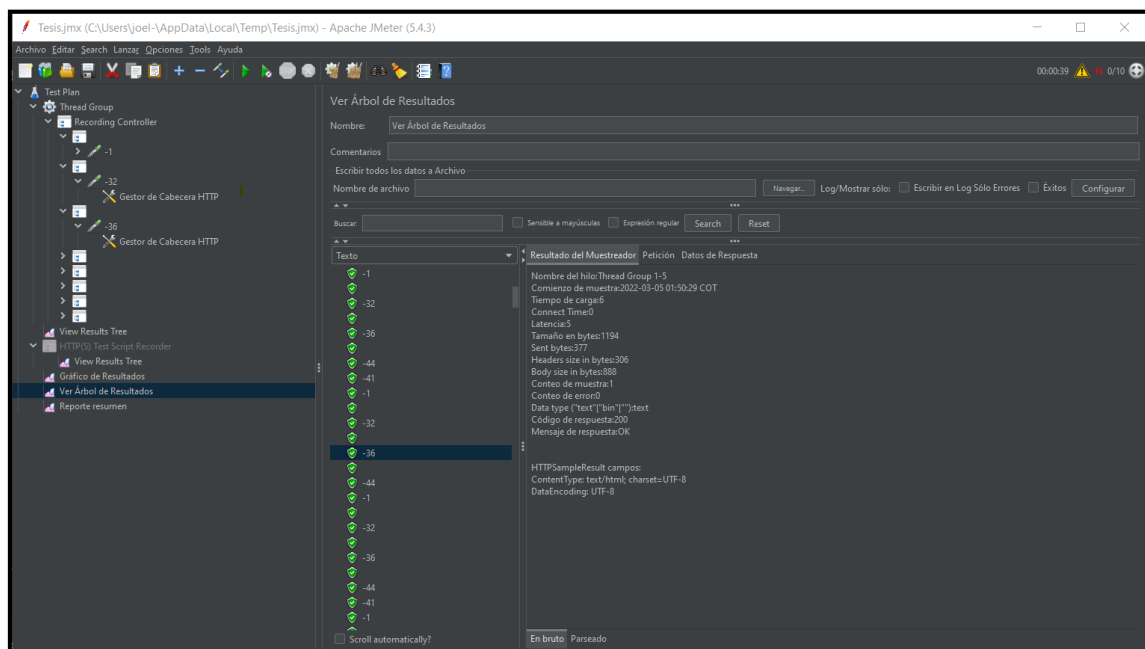 Tesis.jmx (C:\Users\joel-\AppData\Local\Temp\Tesis.jmx) - Apache JMeter (5.4.3)
Archivo Editar Search Lanzar Opciones Tools Ayuda
00:00:39 0/10
Test Plan
Thread Group
Recording Controller
-1
-32
Gestor de Cabecera HTTP
-36
Gestor de Cabecera HTTP
View Results Tree
HTTP(S) Test Script Recorder
View Results Tree
Gráfico de Resultados
Ver Árbol de Resultados
Reporte resumen
Ver Árbol de Resultados
Nombre: Ver Árbol de Resultados
Comentarios
Escribir todos los datos a Archivo
Nombre de archivo Navegar... Log/Mostrar sólo: Escribir en Log Sólo Errores Éxitos Configurar
Buscar: Sensible a mayúsculas Expresión regular Search Reset
Texto
-1
-32
-36
-44
-41
-1
-32
-36
-44
-1
-32
-36
-44
-41
-1
Scroll automatically?
Resultado del Muestreador Petición Datos de Respuesta
Nombre del hilo:Thread Group 1-5
Comienzo de muestra:2022-03-05 01:50:29 COT
Tiempo de carga:6
Connect Time:0
Latencia:5
Tamaño en bytes:1194
Sent bytes:377
Headers size in bytes:306
Body size in bytes:888
Conteo de muestra:1
Conteo de error:0
Data type ("text"|"bin"|""):text
Código de respuesta:200
Mensaje de respuesta:OK
HTTPSampleResult campos:
ContentType: text/html; charset=UTF-8
DataEncoding: UTF-8
En bruto Parseado